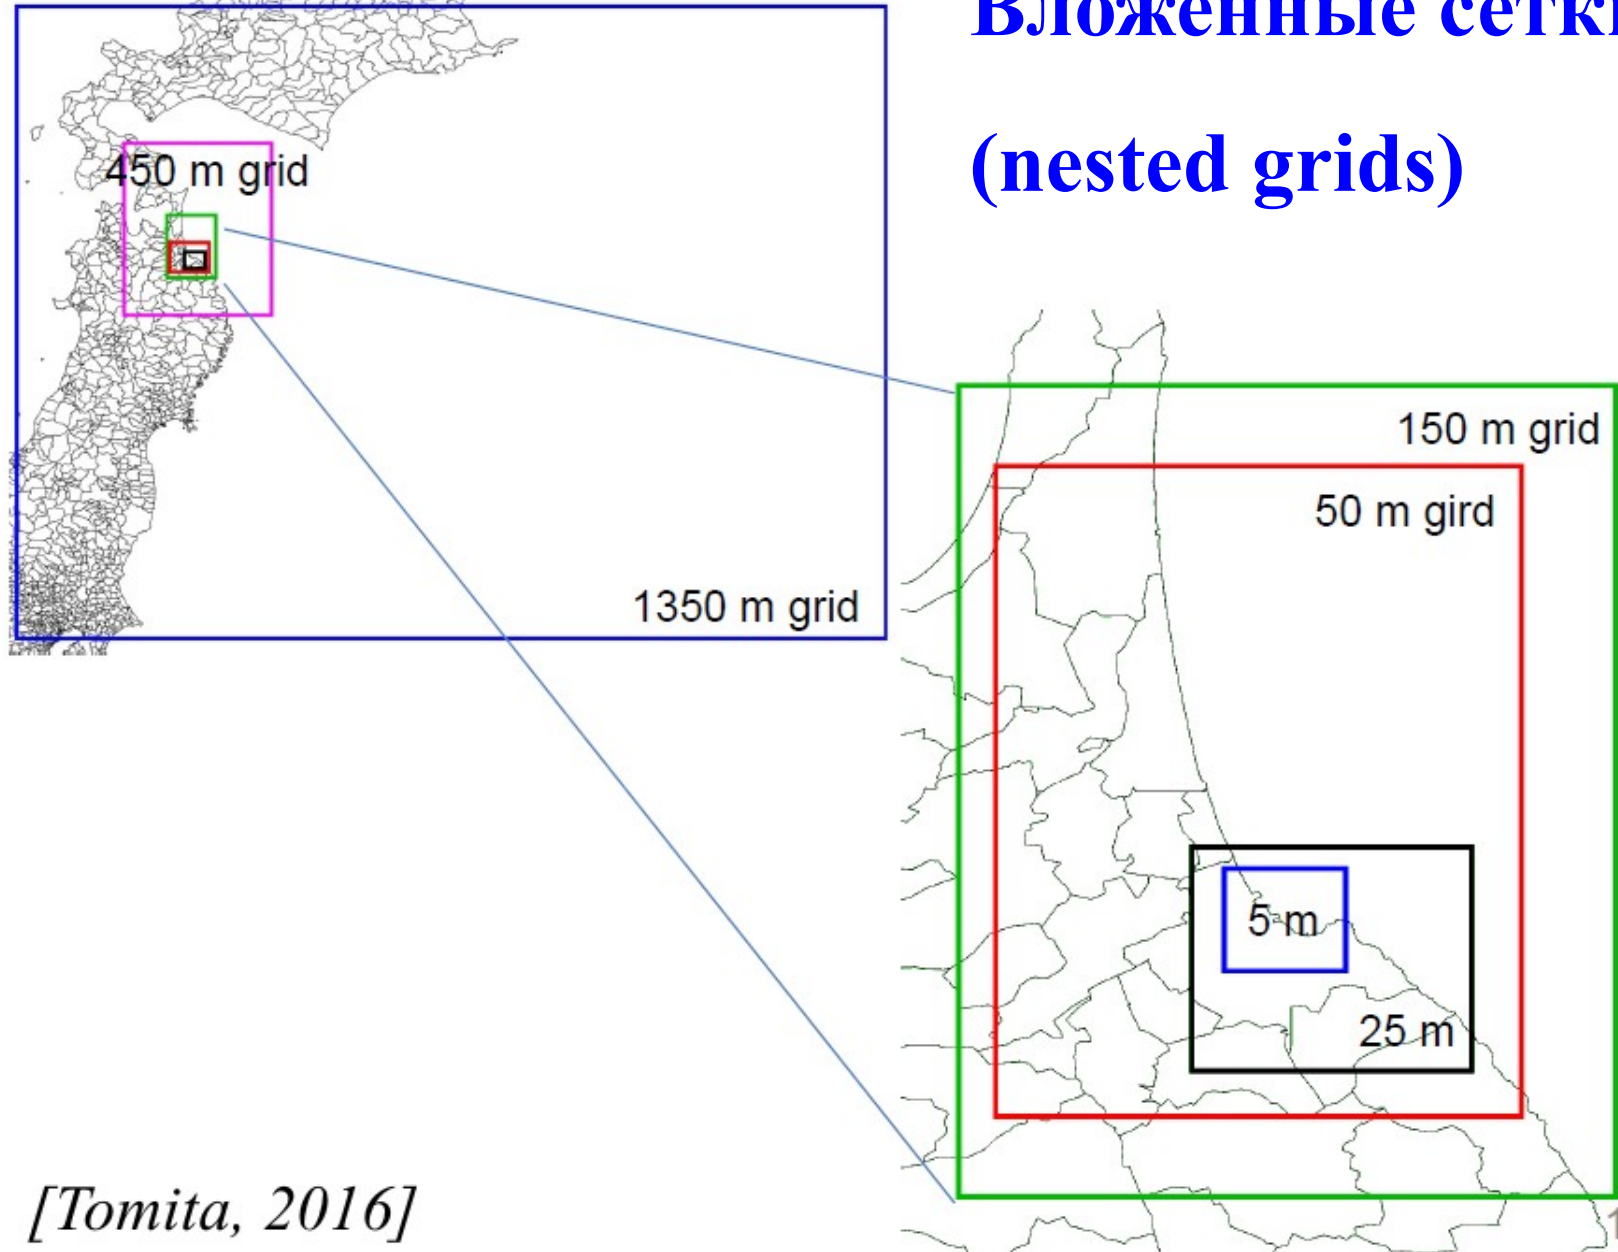 Вложенные сетки
(nested grids)
450 m grid
1350 m grid
150 m grid
50 m gird
5 m
25 m
[Tomita, 2016]